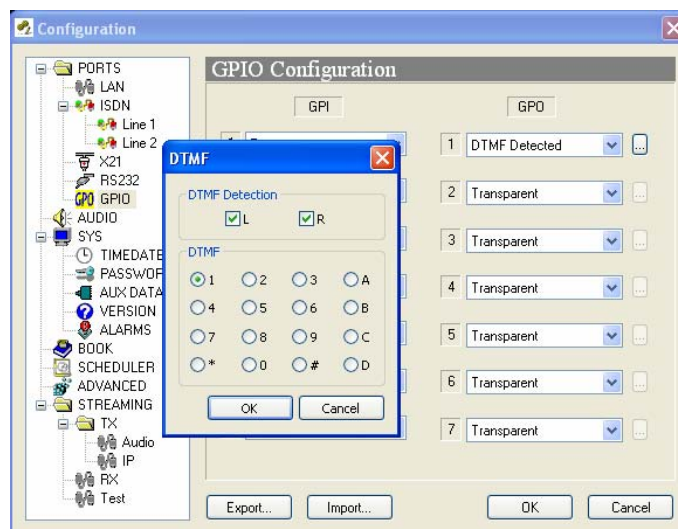 Configuration
PORTS
LAN
ISDN
Line 1
Line 2
X21
RS232
GPO GPIO
AUDIO
SYS
TIMEDATE
PASSWOR
AUX DATA
VERSION
ALARMS
BOOK
SCHEDULER
ADVANCED
STREAMING
TX
Audio
IP
RX
Test
GPIO Configuration
GPI
GPO
1 DTMF Detected ...
2 Transparent ...
3 Transparent ...
4 Transparent ...
5 Transparent ...
6 Transparent ...
7 Transparent ...
DTMF
DTMF Detection
L R
DTMF
1 2 3 A
4 5 6 B
7 8 9 C
* 0 # D
OK Cancel
Export... Import... OK Cancel